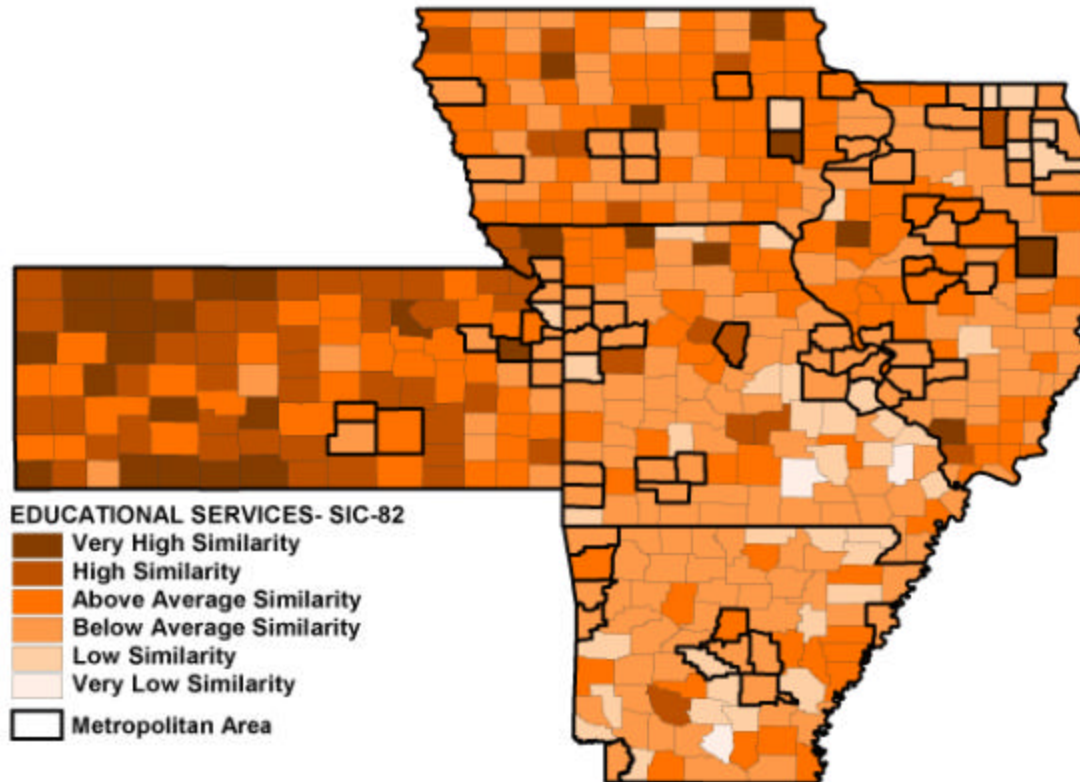 EDUCATIONAL SERVICES- SIC-82
Very High Similarity
High Similarity
Above Average Similarity
Below Average Similarity
Low Similarity
Very Low Similarity
Metropolitan Area